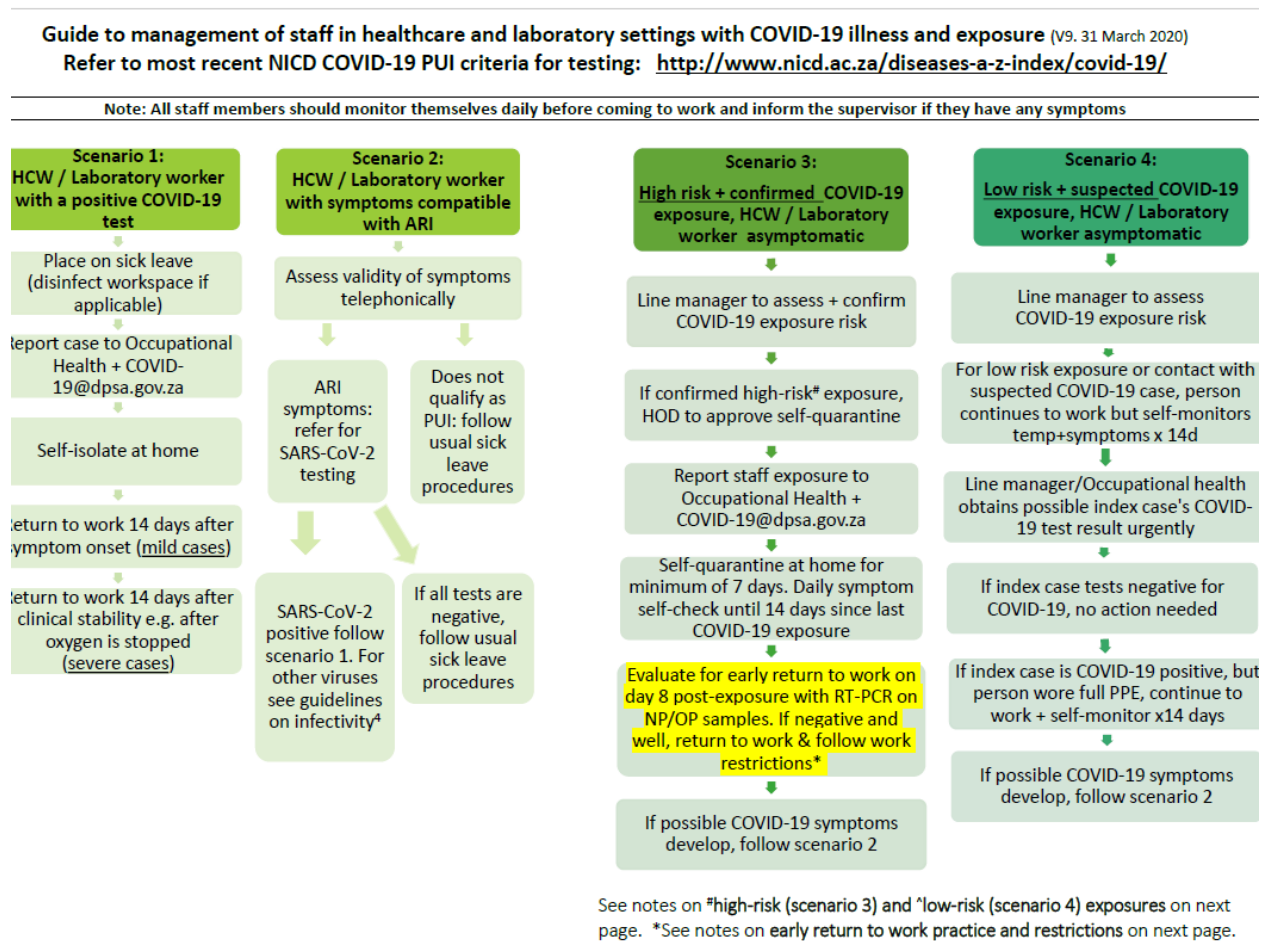 Guide to management of staff in healthcare and laboratory settings with COVID-19 illness and exposure (V9. 31 March 2020)
Refer to most recent NICD COVID-19 PUI criteria for testing: http://www.nicd.ac.za/diseases-a-z-index/covid-19/
Note: All staff members should monitor themselves daily before coming to work and inform the supervisor if they have any symptoms
Scenario 1:
HCW / Laboratory worker
with a positive COVID-19
test
Place on sick leave
(disinfect workspace if
applicable)
Report case to Occupational
Health + COVID-
19@dpsa.gov.za
Self-isolate at home
Return to work 14 days after
symptom onset (mild cases)
Return to work 14 days after
clinical stability e.g. after
oxygen is stopped
(severe cases)
Scenario 2:
HCW / Laboratory worker
with symptoms compatible
with ARI
Assess validity of symptoms
telephonically
ARI
symptoms:
refer for
SARS-CoV-2
testing
Does not
qualify as
PUI: follow
usual sick
leave
procedures
SARS-CoV-2
positive follow
scenario 1. For
other viruses
see guidelines
on infectivity⁴
If all tests are
negative,
follow usual
sick leave
procedures
Scenario 3:
High risk + confirmed COVID-
19 exposure, HCW / Laboratory
worker asymptomatic
Line manager to assess + confirm
COVID-19 exposure risk
If confirmed high-risk# exposure,
HOD to approve self-quarantine
Report staff exposure to
Occupational Health +
COVID-19@dpsa.gov.za
Self-quarantine at home for
minimum of 7 days. Daily symptom
self-check until 14 days since last
COVID-19 exposure
Evaluate for early return to work on
day 8 post-exposure with RT-PCR on
NP/OP samples. If negative and
well, return to work & follow work
restrictions*
If possible COVID-19 symptoms
develop, follow scenario 2
Scenario 4:
Low risk + suspected COVID-19
exposure, HCW / Laboratory
worker asymptomatic
Line manager to assess
COVID-19 exposure risk
For low risk exposure or contact with
suspected COVID-19 case, person
continues to work but self-monitors
temp+symptoms x 14d
Line manager/Occupational health
obtains possible index case's COVID-
19 test result urgently
If index case tests negative for
COVID-19, no action needed
If index case is COVID-19 positive, but
person wore full PPE, continue to
work + self-monitor x14 days
If possible COVID-19 symptoms
develop, follow scenario 2
See notes on #high-risk (scenario 3) and ^low-risk (scenario 4) exposures on next
page. *See notes on early return to work practice and restrictions on next page.